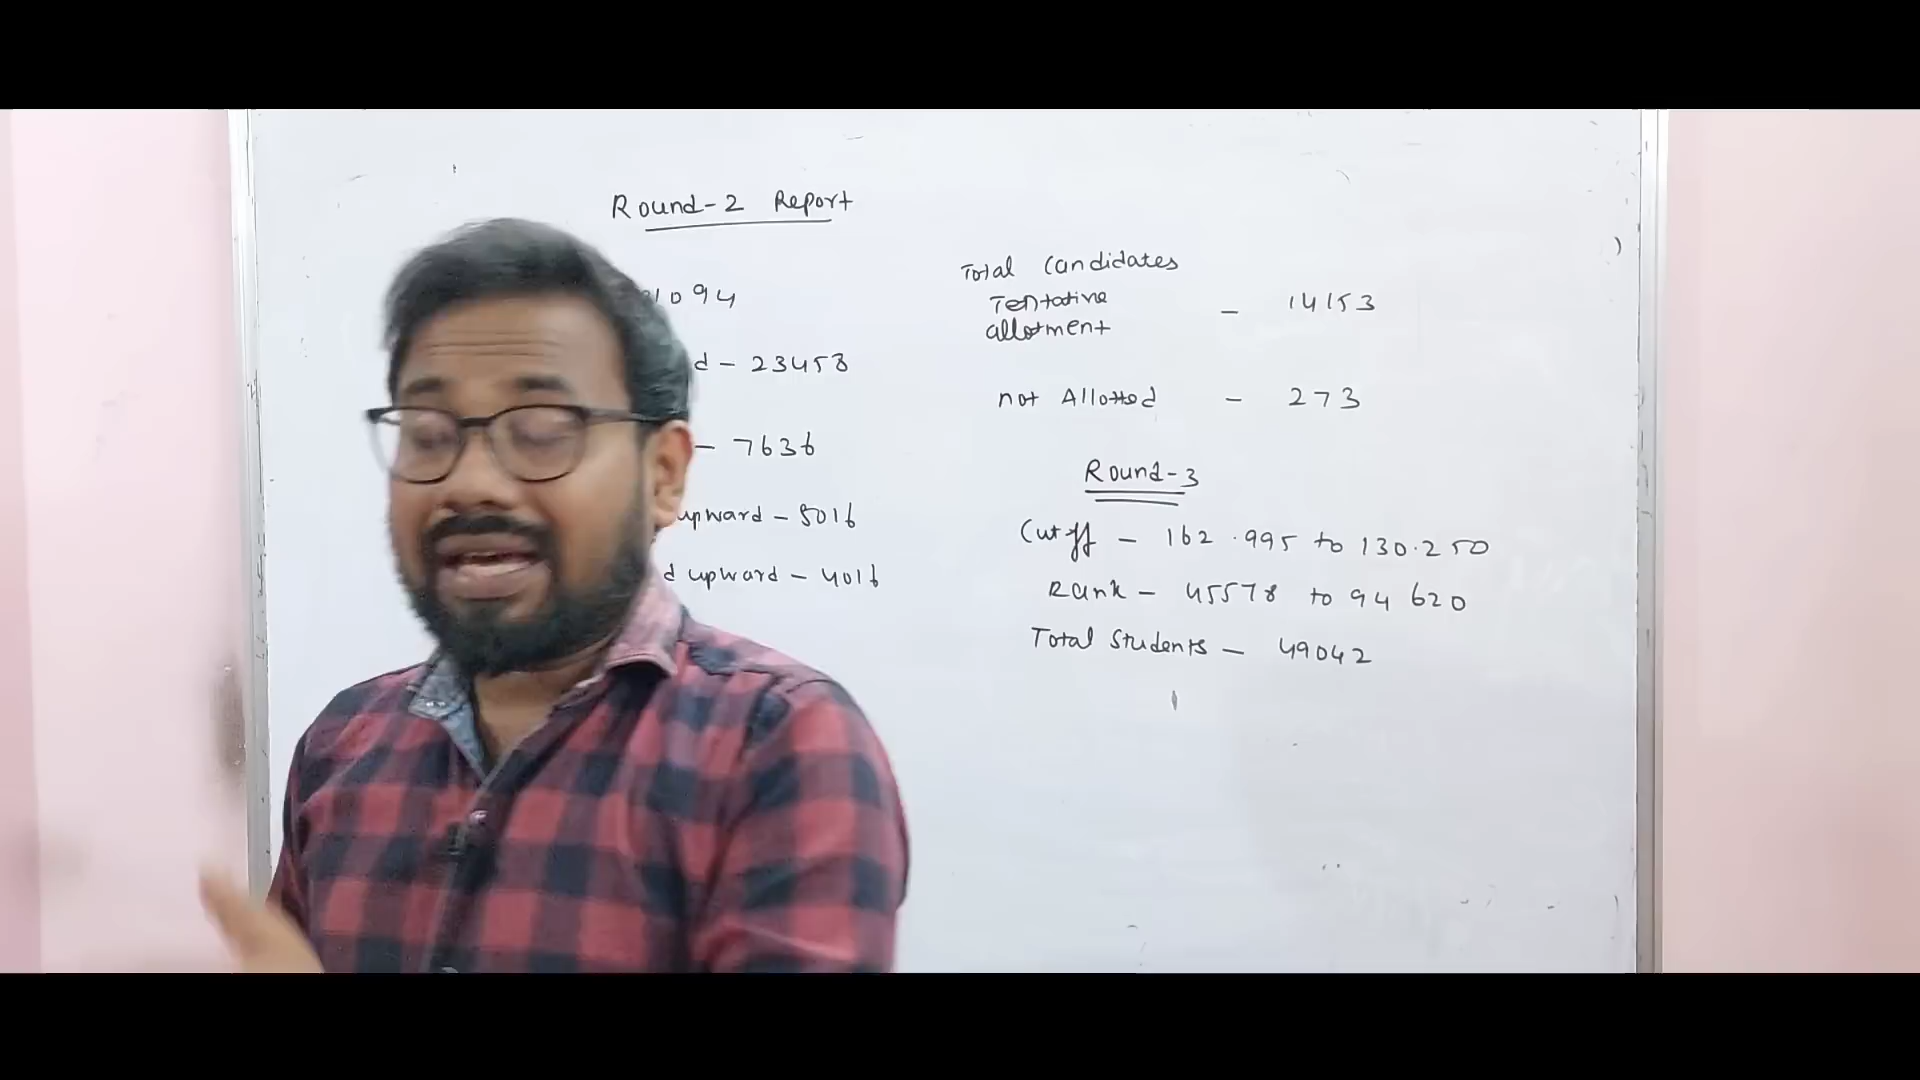 Round-2 Report
1094
d - 23458
- 7636
upward - 5016
d upward - 4016
Total Candidates
Tentative
allotment - 14153
not Allotted - 273
Round-3
Cutoff - 162.995 to 130.250
Rank - 45578 to 94620
Total Students - 49042